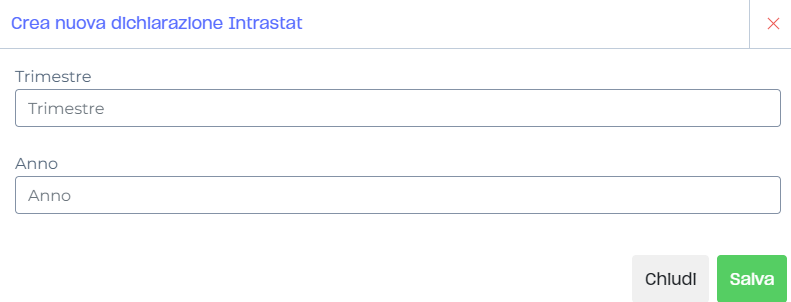 Crea nuova dichiarazione Intrastat
Trimestre
Trimestre
Anno
Anno
Chiudi
Salva